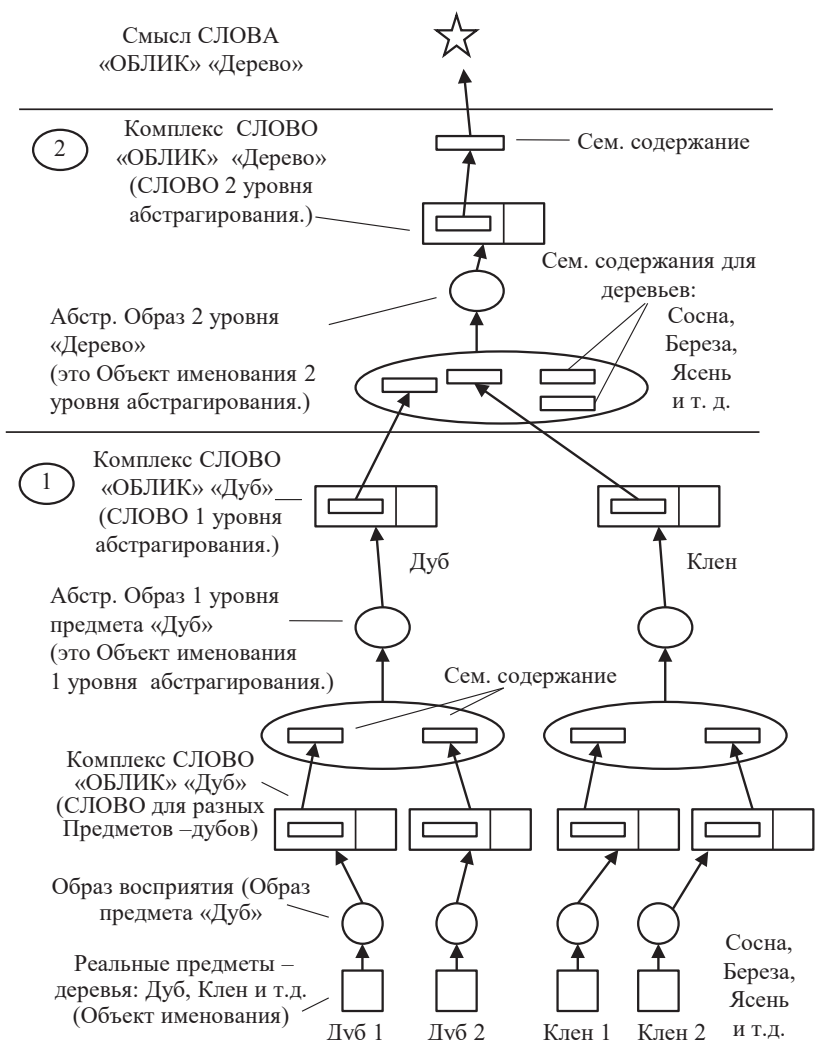 Смысл СЛОВА
«ОБЛИК» «Дерево»
2
Комплекс СЛОВО
«ОБЛИК» «Дерево»
(СЛОВО 2 уровня
абстрагирования.)
Сем. содержание
Сем. содержания для
деревьев:
Сосна,
Береза,
Ясень
и т. д.
Абстр. Образ 2 уровня
«Дерево»
(это Объект именования 2
уровня абстрагирования.)
1
Комплекс СЛОВО
«ОБЛИК» «Дуб»
(СЛОВО 1 уровня
абстрагирования.)
Дуб
Клен
Абстр. Образ 1 уровня
предмета «Дуб»
(это Объект именования
1 уровня абстрагирования.)
Сем. содержание
Комплекс СЛОВО
«ОБЛИК» «Дуб»
(СЛОВО для разных
Предметов –дубов)
Образ восприятия (Образ
предмета «Дуб»
Реальные предметы –
деревья: Дуб, Клен и т.д.
(Объект именования)
Дуб 1
Дуб 2
Клен 1
Клен 2
Сосна,
Береза,
Ясень
и т.д.